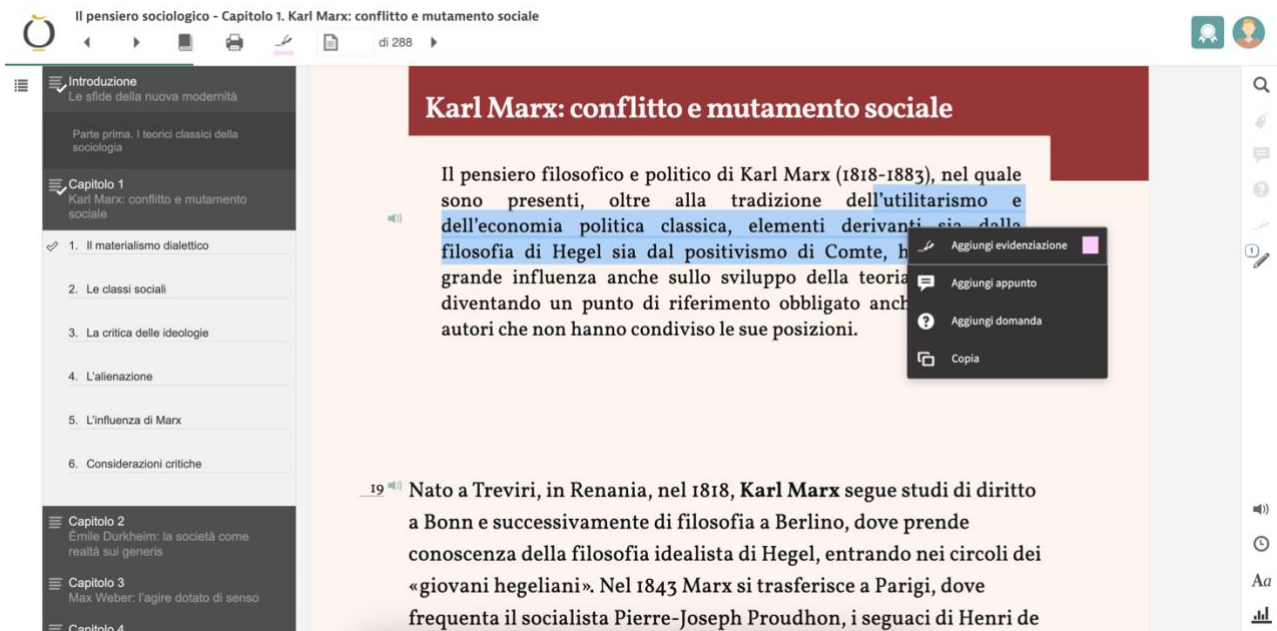 Il pensiero sociologico - Capitolo 1. Karl Marx: conflitto e mutamento sociale
di 288
Introduzione
Le sfide della nuova modernità
Parte prima. I teorici classici della
sociologia
Capitolo 1
Karl Marx: conflitto e mutamento
sociale
1. Il materialismo dialettico
2. Le classi sociali
3. La critica delle ideologie
4. L'alienazione
5. L'influenza di Marx
6. Considerazioni critiche
Capitolo 2
Émile Durkheim: la società come
realtà sui generis
Capitolo 3
Max Weber: l'agire dotato di senso
Capitolo 4
Karl Marx: conflitto e mutamento sociale
Il pensiero filosofico e politico di Karl Marx (1818-1883), nel quale
sono presenti, oltre alla tradizione dell'utilitarismo e
dell'economia politica classica, elementi derivanti sia dalla
filosofia di Hegel sia dal positivismo di Comte, h
grande influenza anche sullo sviluppo della teoria
diventando un punto di riferimento obbligato anch
autori che non hanno condiviso le sue posizioni.
Aggiungi evidenziazione
Aggiungi appunto
Aggiungi domanda
Copia
19
Nato a Treviri, in Renania, nel 1818, Karl Marx segue studi di diritto
a Bonn e successivamente di filosofia a Berlino, dove prende
conoscenza della filosofia idealista di Hegel, entrando nei circoli dei
«giovani hegeliani». Nel 1843 Marx si trasferisce a Parigi, dove
frequenta il socialista Pierre-Joseph Proudhon, i seguaci di Henri de
1
Aa